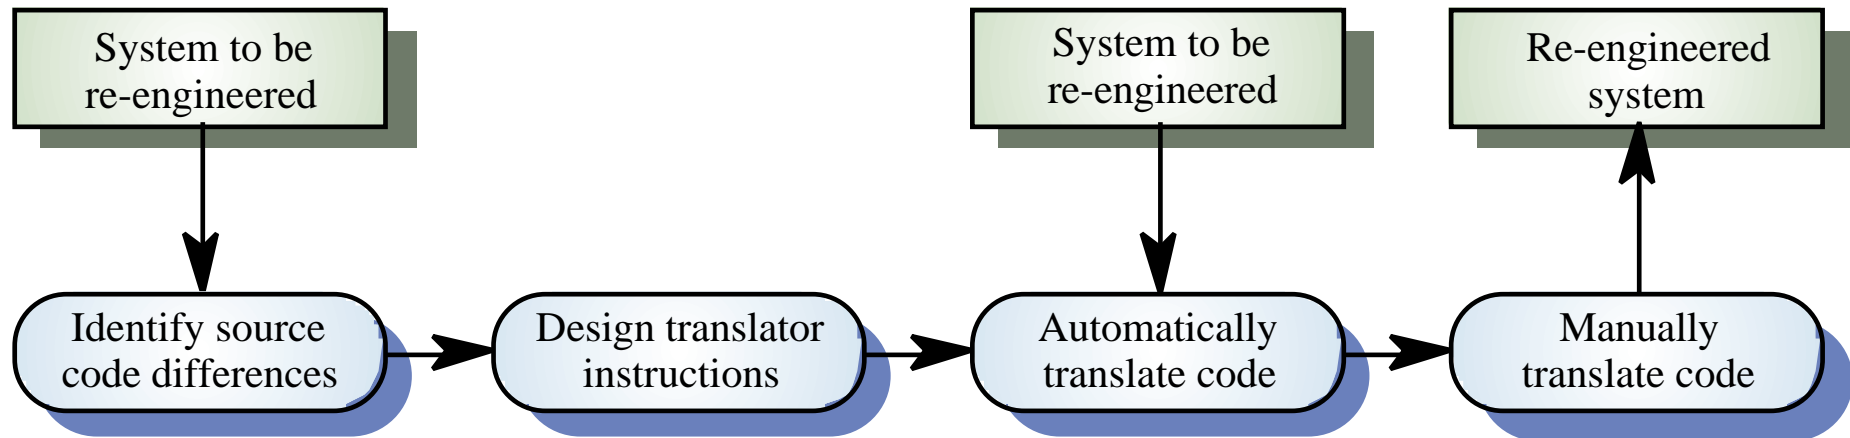 System to be
re-engineered
System to be
re-engineered
Re-engineered
system
Identify source
code differences
Design translator
instructions
Automatically
translate code
Manually
translate code